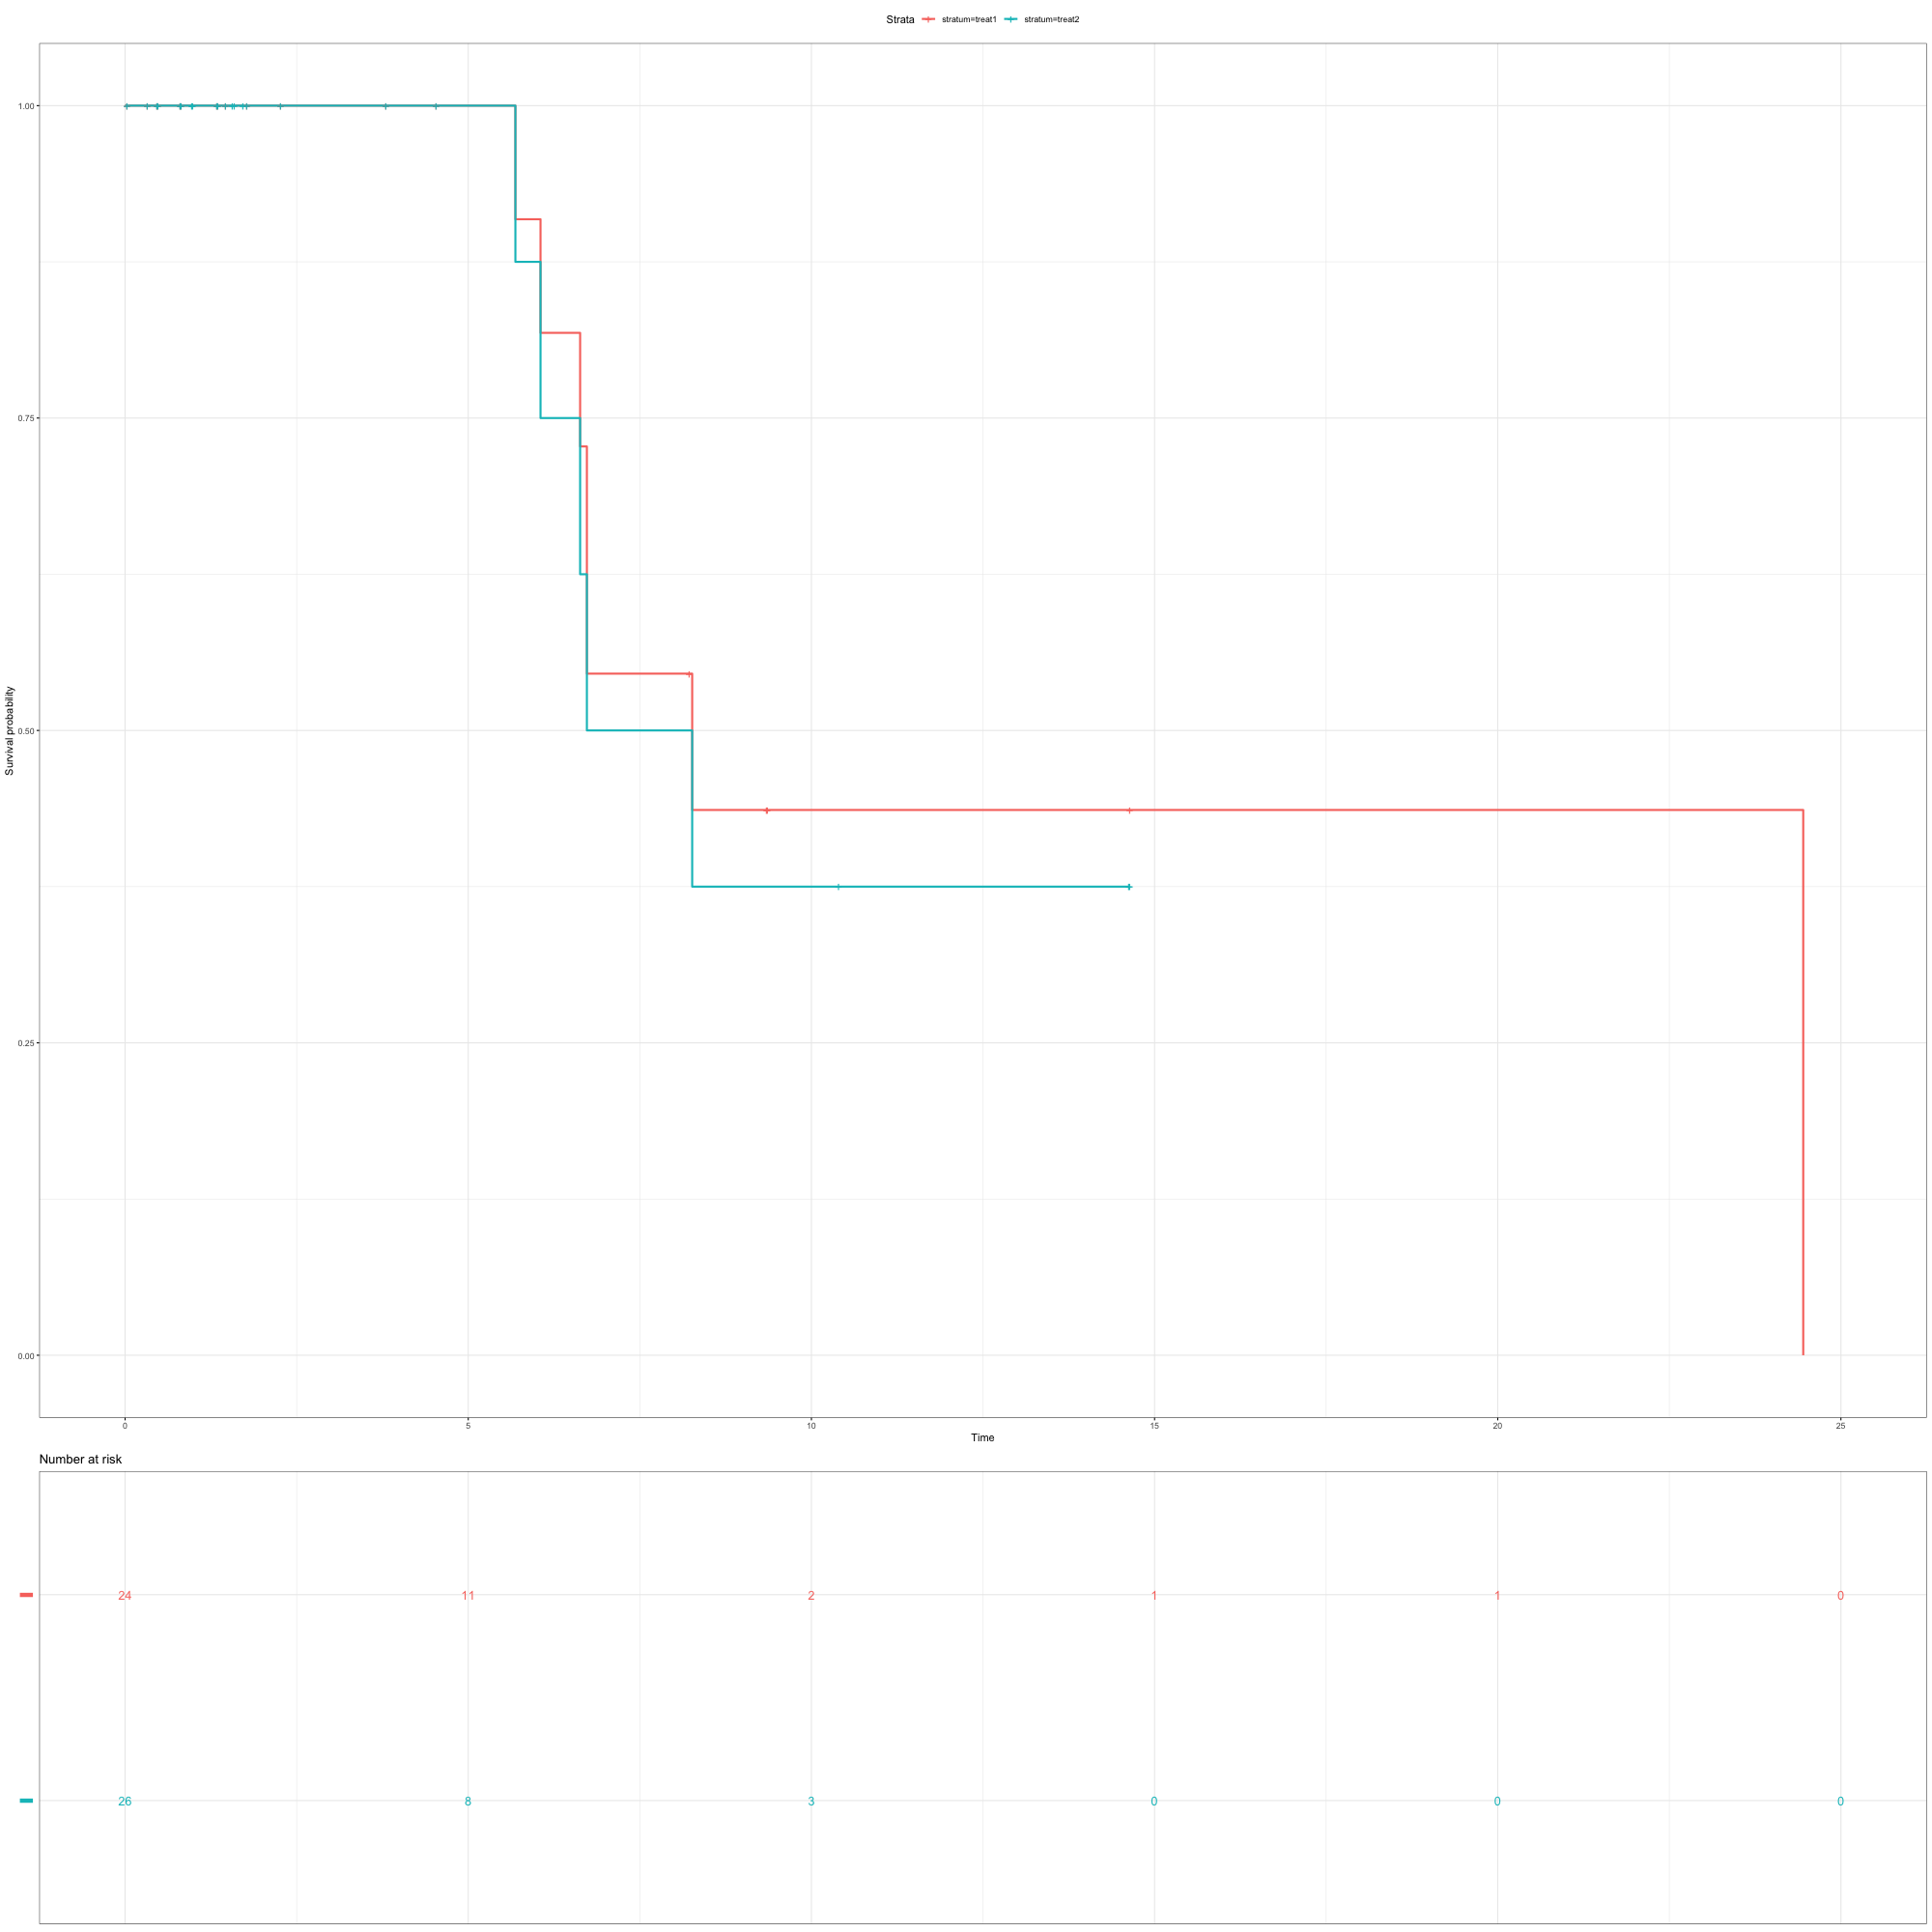 Strata stratum=treat1 stratum=treat2
1.00
0.75
0.50
0.25
0.00
Survival probability
0 5 10 15 20 25
Time
Number at risk
24 11 2 1 1 0
26 8 3 0 0 0